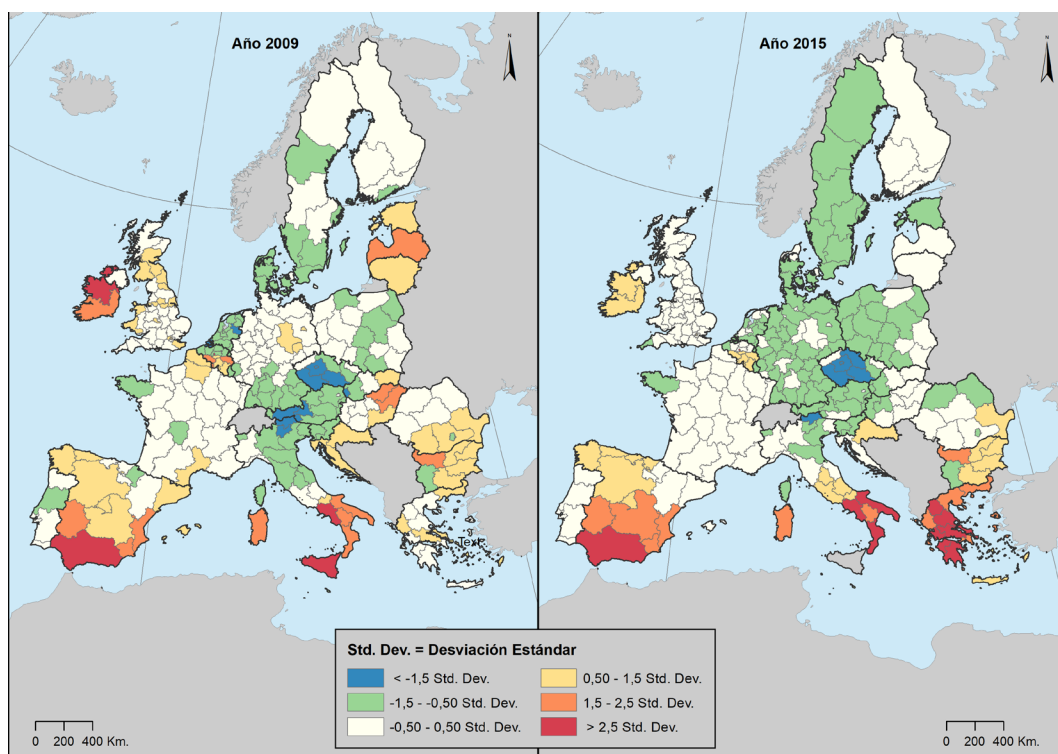 Año 2009
N
Año 2015
N
Text
Std. Dev. = Desviación Estándar
< -1,5 Std. Dev.
0,50 - 1,5 Std. Dev.
-1,5 - -0,50 Std. Dev.
1,5 - 2,5 Std. Dev.
-0,50 - 0,50 Std. Dev.
> 2,5 Std. Dev.
0 200 400 Km.
0 200 400 Km.